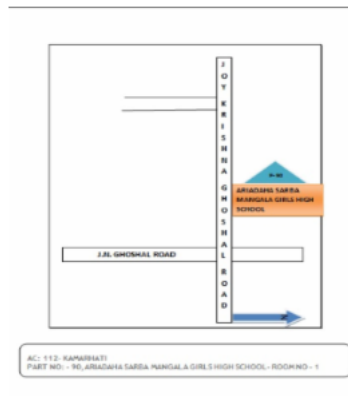 JOY KRISHNA GHOSHAL ROAD
P-90
ARIADAHA SARBA
MANGALA GIRLS HIGH
SCHOOL
J.N. GHOSHAL ROAD
AC: 112- KAMARHATI
PART NO: - 90, ARIADAHA SARBA MANGALA GIRLS HIGH SCHOOL- ROOM NO - 1